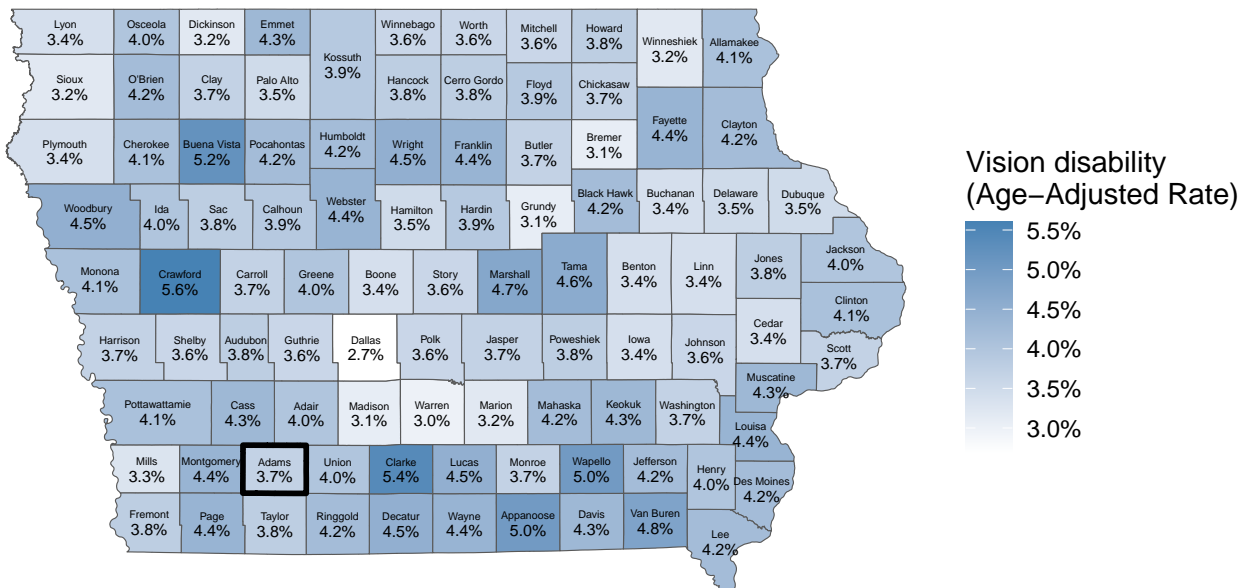 Lyon
3.4%
Osceola
4.0%
Dickinson
3.2%
Emmet
4.3%
Kossuth
3.9%
Winnebago
3.6%
Worth
3.6%
Mitchell
3.6%
Howard
3.8%
Winneshiek
3.2%
Allamakee
4.1%
Sioux
3.2%
O'Brien
4.2%
Clay
3.7%
Palo Alto
3.5%
Hancock
3.8%
Cerro Gordo
3.8%
Floyd
3.9%
Chickasaw
3.7%
Fayette
4.4%
Clayton
4.2%
Plymouth
3.4%
Cherokee
4.1%
Buena Vista
5.2%
Pocahontas
4.2%
Humboldt
4.2%
Wright
4.5%
Franklin
4.4%
Butler
3.7%
Bremer
3.1%
Woodbury
4.5%
Ida
4.0%
Sac
3.8%
Calhoun
3.9%
Webster
4.4%
Hamilton
3.5%
Hardin
3.9%
Grundy
3.1%
Black Hawk
4.2%
Buchanan
3.4%
Delaware
3.5%
Dubuque
3.5%
Monona
4.1%
Crawford
5.6%
Carroll
3.7%
Greene
4.0%
Boone
3.4%
Story
3.6%
Marshall
4.7%
Tama
4.6%
Benton
3.4%
Linn
3.4%
Jones
3.8%
Jackson
4.0%
Clinton
4.1%
Harrison
3.7%
Shelby
3.6%
Audubon
3.8%
Guthrie
3.6%
Dallas
2.7%
Polk
3.6%
Jasper
3.7%
Poweshiek
3.8%
Iowa
3.4%
Johnson
3.6%
Cedar
3.4%
Scott
3.7%
Muscatine
4.3%
Pottawattamie
4.1%
Cass
4.3%
Adair
4.0%
Madison
3.1%
Warren
3.0%
Marion
3.2%
Mahaska
4.2%
Keokuk
4.3%
Washington
3.7%
Louisa
4.4%
Mills
3.3%
Montgomery
4.4%
Adams
3.7%
Union
4.0%
Clarke
5.4%
Lucas
4.5%
Monroe
3.7%
Wapello
5.0%
Jefferson
4.2%
Henry
4.0%
Des Moines
4.2%
Fremont
3.8%
Page
4.4%
Taylor
3.8%
Ringgold
4.2%
Decatur
4.5%
Wayne
4.4%
Appanoose
5.0%
Davis
4.3%
Van Buren
4.8%
Lee
4.2%
Vision disability
(Age−Adjusted Rate)
5.5%
5.0%
4.5%
4.0%
3.5%
3.0%